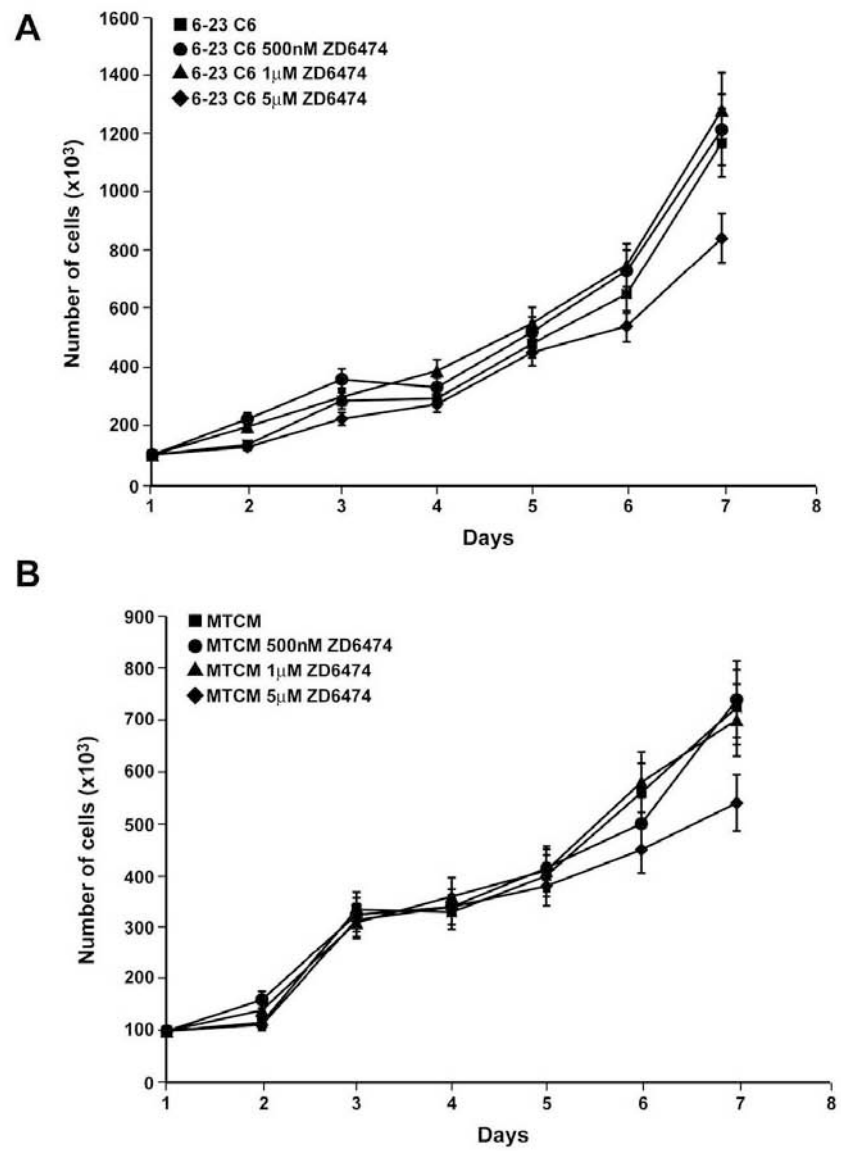 A
6-23 C6
6-23 C6 500nM ZD6474
6-23 C6 1μM ZD6474
6-23 C6 5μM ZD6474
Number of cells (x10³)
1600
1400
1200
1000
800
600
400
200
0
1 2 3 4 5 6 7 8
Days
B
MTCM
MTCM 500nM ZD6474
MTCM 1μM ZD6474
MTCM 5μM ZD6474
Number of cells (x10³)
900
800
700
600
500
400
300
200
100
0
1 2 3 4 5 6 7 8
Days